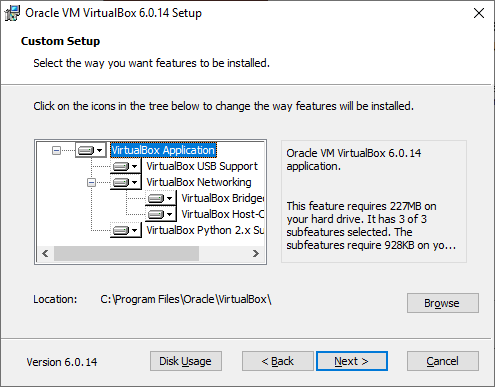 Oracle VM VirtualBox 6.0.14 Setup
Custom Setup
Select the way you want features to be installed.
Click on the icons in the tree below to change the way features will be installed.
VirtualBox Application
VirtualBox USB Support
VirtualBox Networking
VirtualBox Bridge
VirtualBox Host-
VirtualBox Python 2.x Su
Oracle VM VirtualBox 6.0.14
application.
This feature requires 227MB on
your hard drive. It has 3 of 3
subfeatures selected. The
subfeatures require 928KB on yo...
Location:
C:\Program Files\Oracle\VirtualBox\
Browse
Version 6.0.14
Disk Usage
< Back
Next >
Cancel